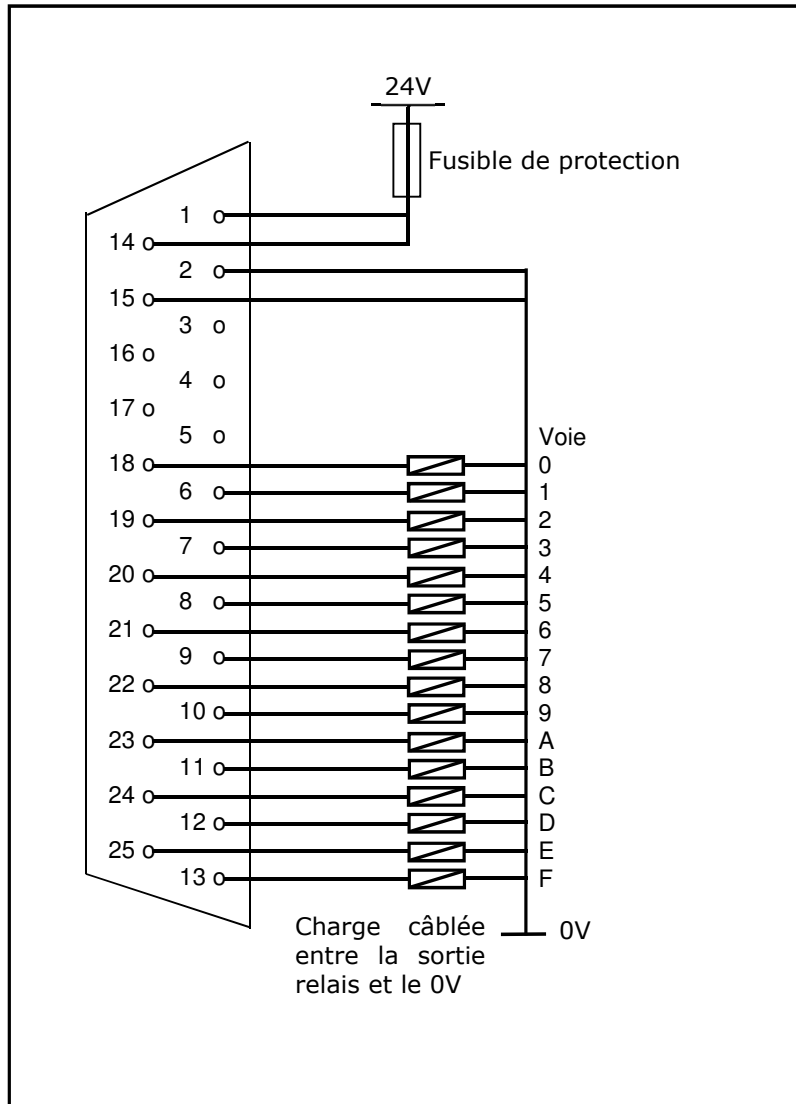 24V
Fusible de protection
1
14
2
15
3
16
4
17
5
Voie
18 0
6 1
19 2
7 3
20 4
8 5
21 6
9 7
22 8
10 9
23 A
11 B
24 C
12 D
25 E
13 F
Charge câblée
entre la sortie
relais et le 0V
0V